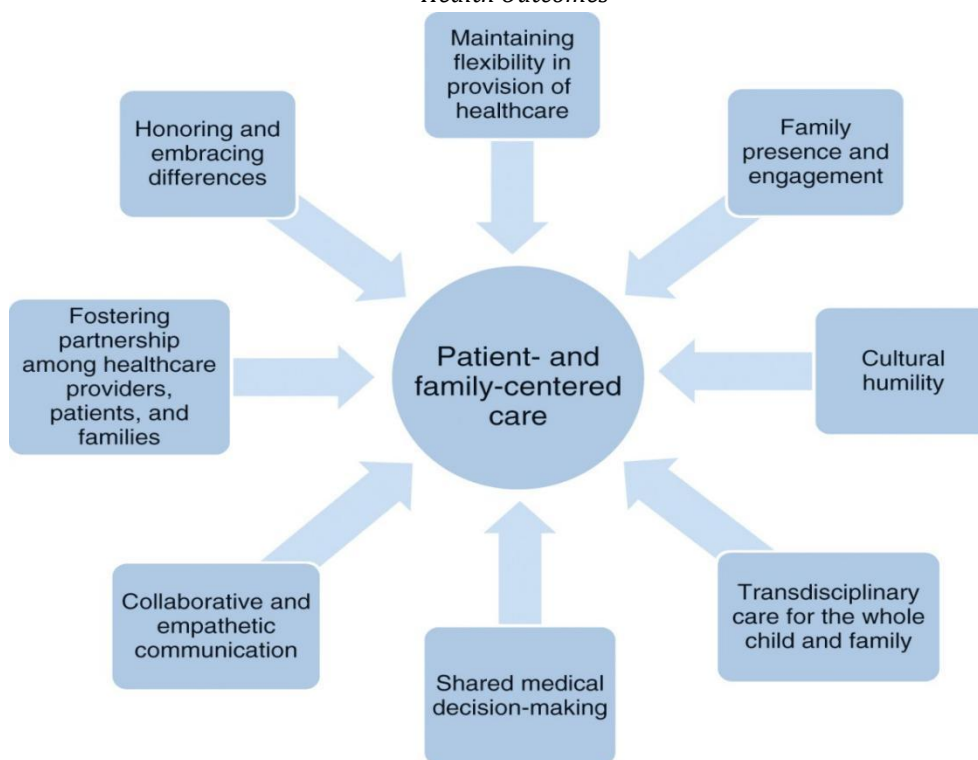 Health Outcomes
Maintaining
flexibility in
provision of
healthcare
Honoring and
embracing
differences
Family
presence and
engagement
Fostering
partnership
among healthcare
providers,
patients, and
families
Patient- and
family-centered
care
Cultural
humility
Collaborative and
empathetic
communication
Shared medical
decision-making
Transdisciplinary
care for the whole
child and family